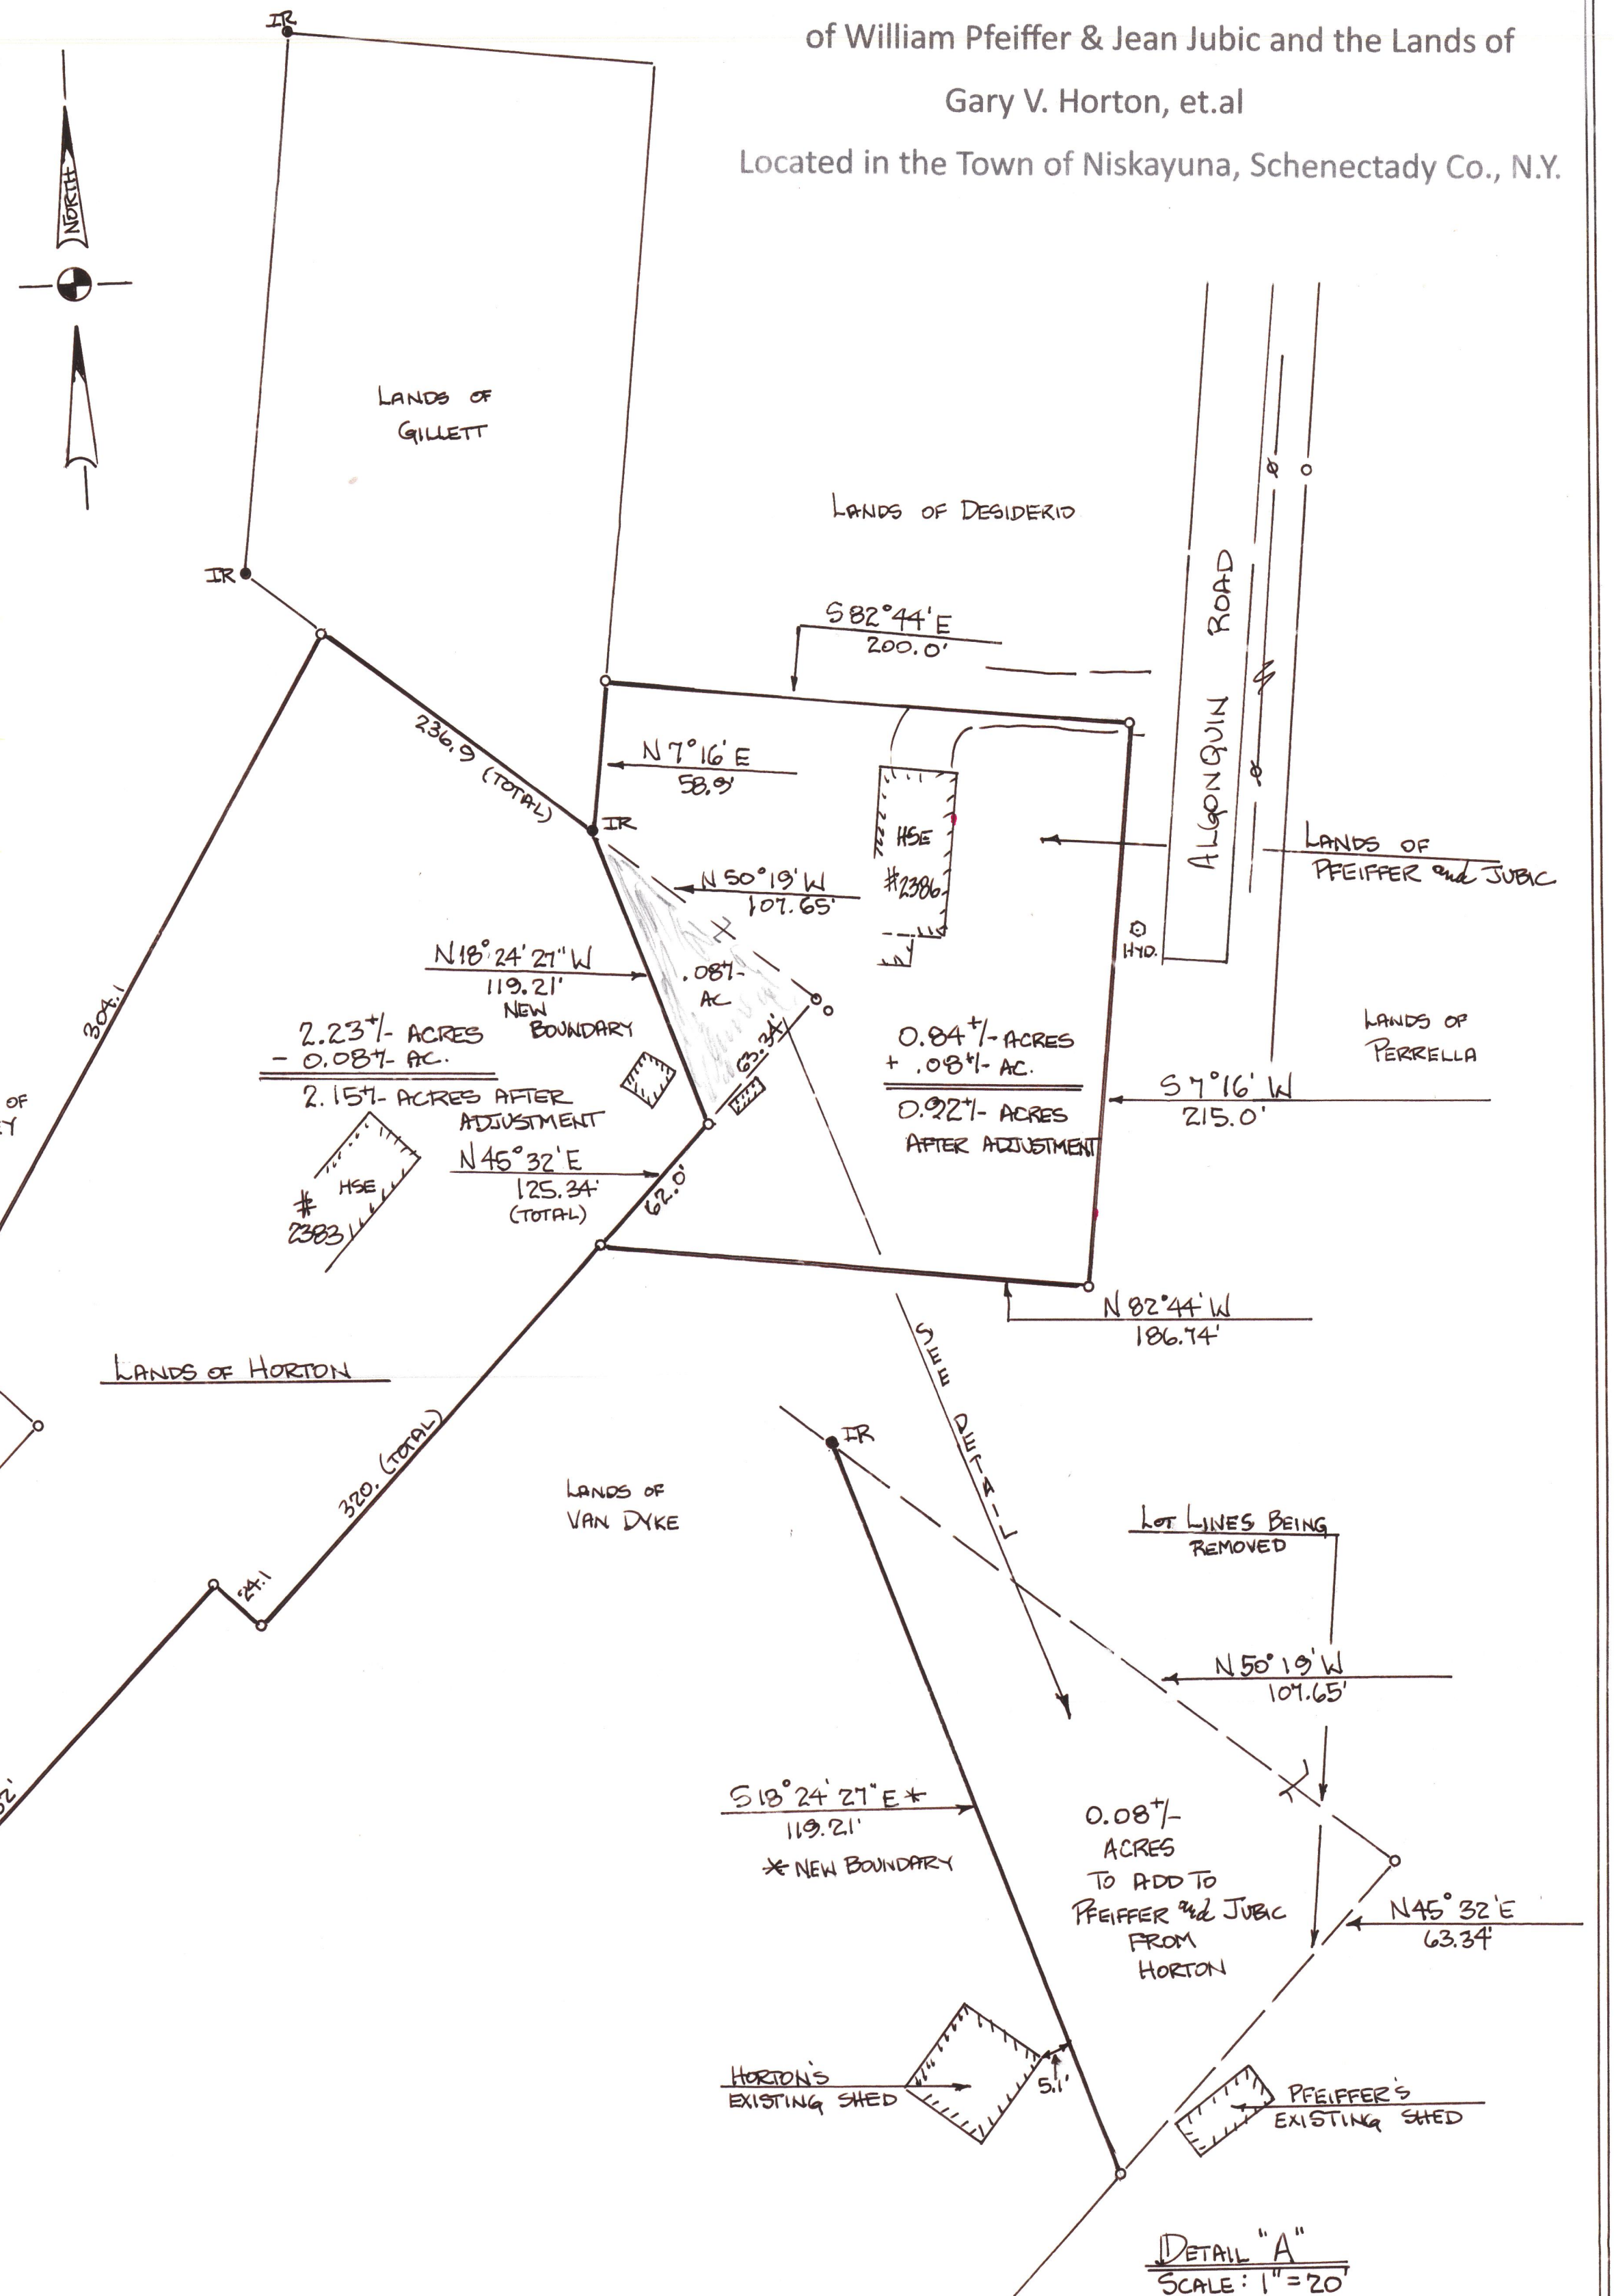 of William Pfeiffer & Jean Jubic and the Lands of
Gary V. Horton, et.al
Located in the Town of Niskayuna, Schenectady Co., N.Y.
IR
NORTH
LANDS OF
GILLETT
IR
LANDS OF DESIDERIO
ALGONQUIN ROAD
S 82°44' E
200.0'
236.9 (TOTAL)
N 7°16' E
58.9'
IR
HSE
#2386
LANDS OF
PFEIFFER and JUBIC
N 50°19' W
107.65'
HYD.
N18°24'27" W
119.21'
NEW
BOUNDARY
.08+/-
AC
63.34'
304.1
2.23+/- ACRES
- 0.08+/- AC.
2.15+/- ACRES AFTER
ADJUSTMENT
0.84+/- ACRES
+ .08+/- AC.
0.92+/- ACRES
AFTER ADJUSTMENT
LANDS OF
PERRELLA
S 7°16' W
215.0'
OF
EY
HSE
#
2383
N 45°32' E
125.34'
(TOTAL)
62.0'
N 82°44' W
186.74'
LANDS OF HORTON
SEE DETAIL
320. (TOTAL)
IR
LANDS OF
VAN DYKE
LOT LINES BEING
REMOVED
24.1
N 50°19' W
107.65'
S 18°24'27" E *
119.21'
* NEW BOUNDARY
0.08+/-
ACRES
TO ADD TO
PFEIFFER and JUBIC
FROM
HORTON
N45°32'E
63.34'
HORTON'S
EXISTING SHED
5.1'
PFEIFFER'S
EXISTING SHED
DETAIL "A"
SCALE: 1"=20'